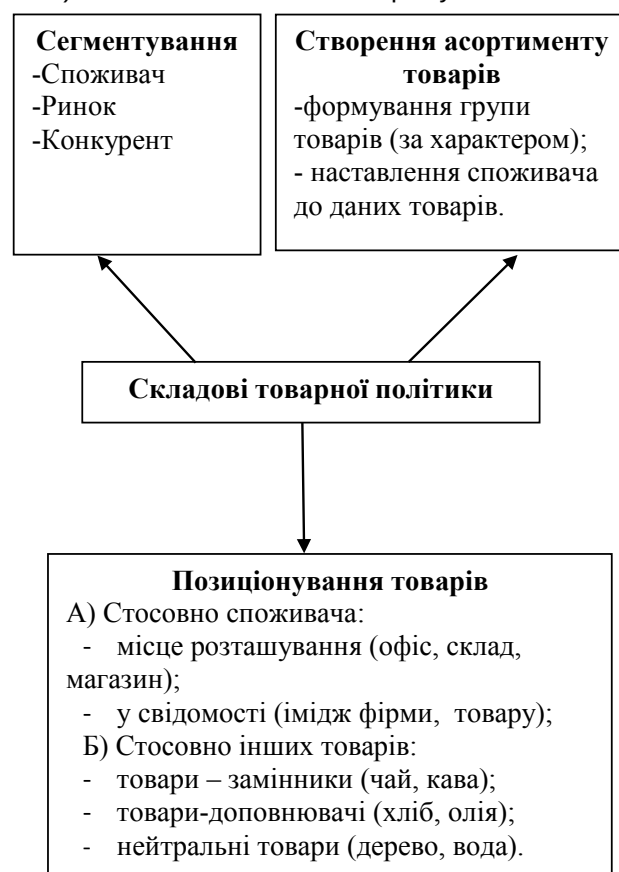 Сегментування
-Споживач
-Ринок
-Конкурент
Створення асортименту
товарів
-формування групи
товарів (за характером);
- наставлення споживача
до даних товарів.
Складові товарної політики
Позиціонування товарів
А) Стосовно споживача:
- місце розташування (офіс, склад,
магазин);
- у свідомості (імідж фірми, товару);
Б) Стосовно інших товарів:
- товари – замінники (чай, кава);
- товари-доповнювачі (хліб, олія);
- нейтральні товари (дерево, вода).